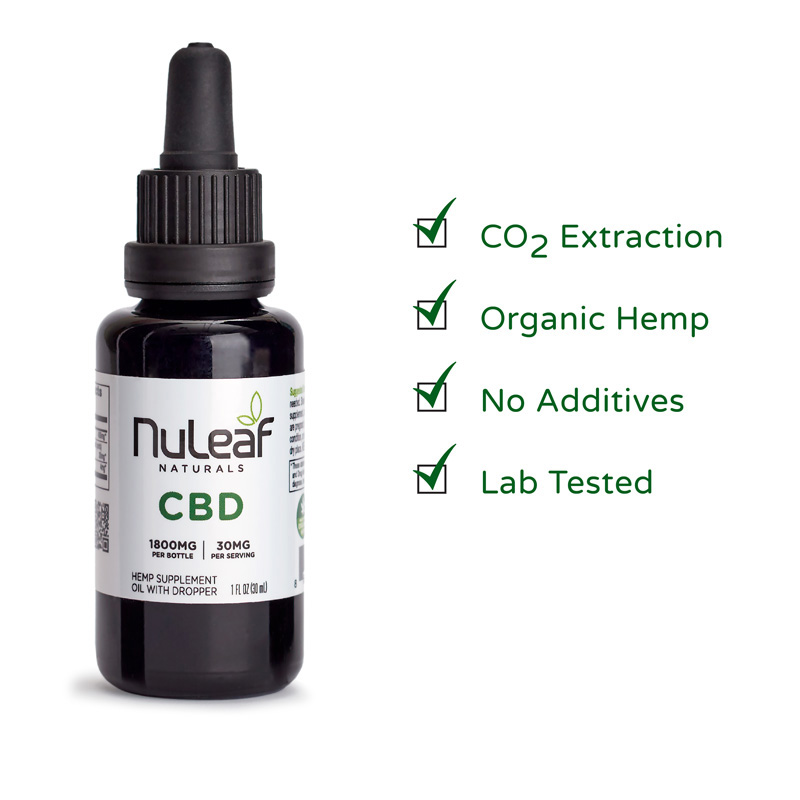 NuLeaf
NATURALS
CBD
1800MG
PER BOTTLE
30MG
PER SERVING
HEMP SUPPLEMENT
OIL WITH DROPPER
1 FL OZ (30 mL)
CO2 Extraction
Organic Hemp
No Additives
Lab Tested